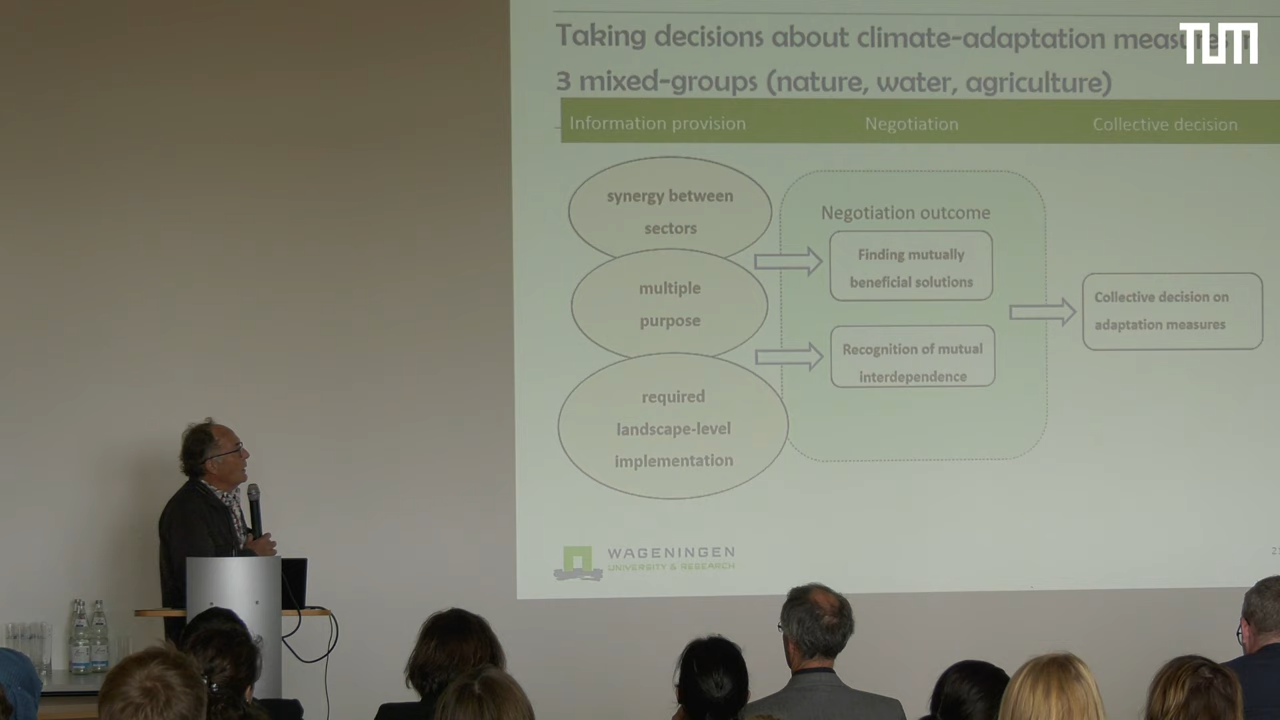 TUM
Taking decisions about climate-adaptation
3 mixed-groups (nature, water, agriculture)
Information provision
Negotiation
Collective decision
synergy between
sectors
multiple
purpose
required
landscape-level
implementation
Negotiation outcome
Finding mutually
beneficial solutions
Recognition of mutual
interdependence
Collective decision on
adaptation measures
WAGENINGEN
UNIVERSITY & RESEARCH